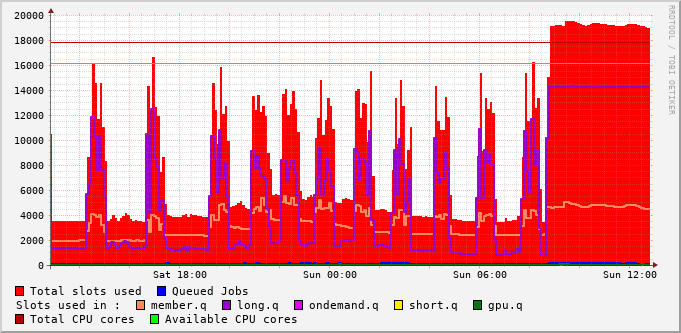 20000
18000
16000
14000
12000
10000
8000
6000
4000
2000
0
Sat 18:00 Sun 00:00 Sun 06:00 Sun 12:00
RRDTOOL / TOBI OETIKER
Total slots used Queued Jobs
Slots used in : member.q long.q ondemand.q short.q gpu.q
Total CPU cores Available CPU cores